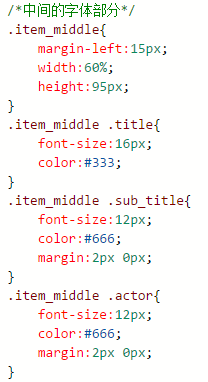 /*中间的字体部分*/
.item_middle{
    margin-left:15px;
    width:60%;
    height:95px;
}
.item_middle .title{
    font-size:16px;
    color:#333;
}
.item_middle .sub_title{
    font-size:12px;
    color:#666;
    margin:2px 0px;
}
.item_middle .actor{
    font-size:12px;
    color:#666;
    margin:2px 0px;
}